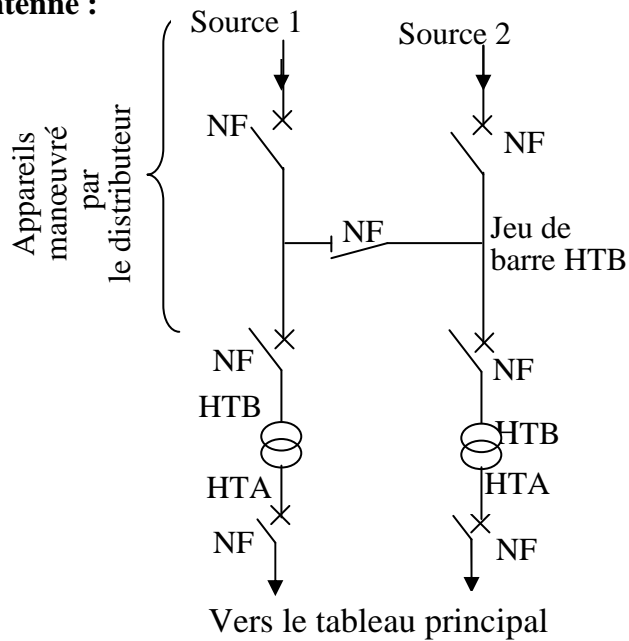 ntenne :
Source 1
Source 2
Appareils
manœuvré
par
le distributeur
NF
NF
NF
Jeu de
barre HTB
NF
NF
HTB
HTB
HTA
HTA
NF
NF
Vers le tableau principal